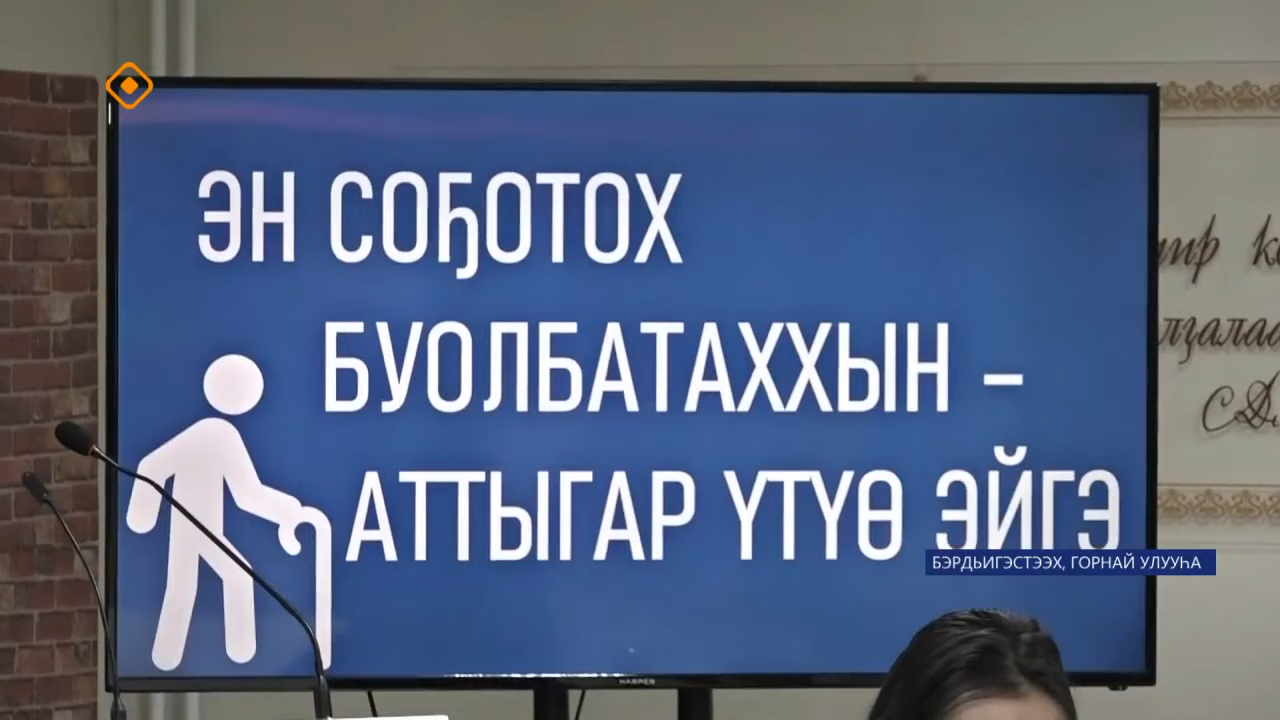 ЭН СОҔОТОХ
БУОЛБАТАХХЫН –
АТТЫГАР ҮТҮӨ ЭЙГЭ
БЭРДЬИГЭСТЭЭХ, ГОРНАЙ УЛУУҺА
HARPER